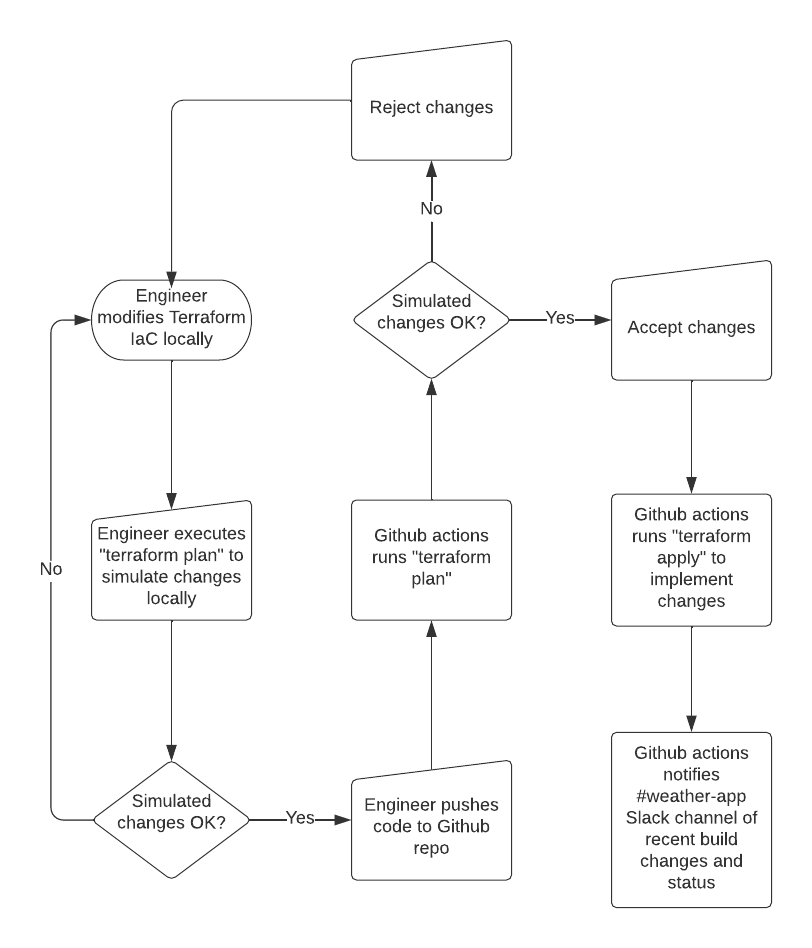 Reject changes
No
Engineer
modifies Terraform
IaC locally
Simulated
changes OK?
Yes
Accept changes
Engineer executes
"terraform plan" to
simulate changes
locally
No
Github actions
runs "terraform
plan"
Github actions
runs "terraform
apply" to
implement
changes
Simulated
changes OK?
Yes
Engineer pushes
code to Github
repo
Github actions
notifies
#weather-app
Slack channel of
recent build
changes and
status